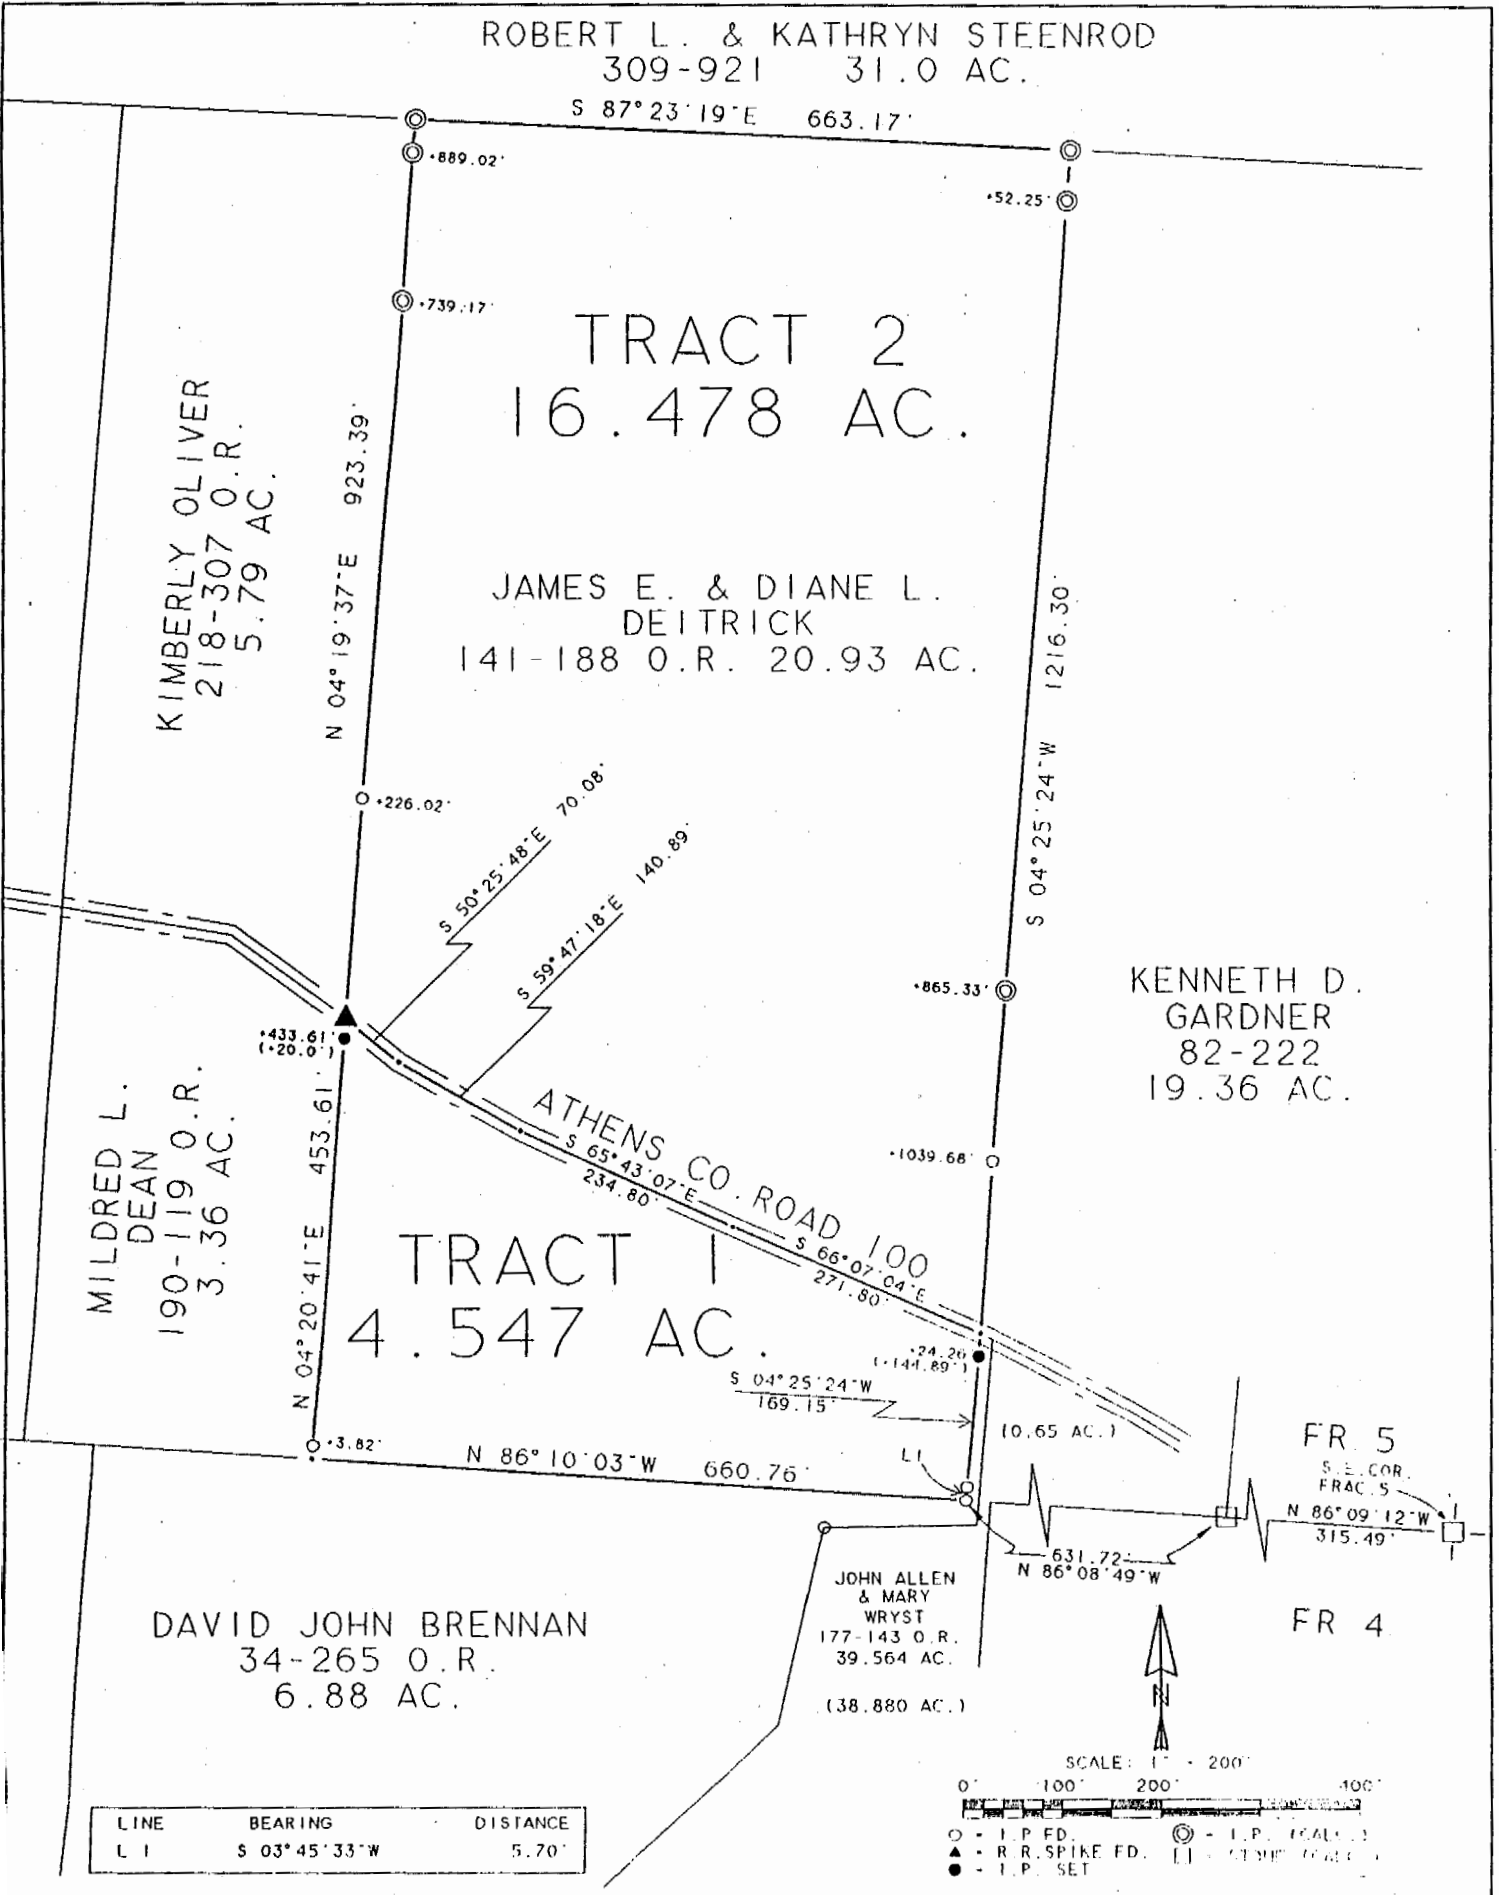 ROBERT L. & KATHRYN STEENROD
309-921 31.0 AC.
S 87°23'19"E 663.17'
+889.02'
+52.25'
+739.17'
TRACT 2
16.478 AC.
KIMBERLY OLIVER
218-307 O.R.
5.79 AC.
N 04°19'37"E 923.39'
JAMES E. & DIANE L.
DEITRICK
141-188 O.R. 20.93 AC.
S 04°25'24"W 1216.30'
+226.02'
S 50°25'48"E 70.08'
S 59°47'18"E 140.89'
+865.33'
KENNETH D.
GARDNER
82-222
19.36 AC.
+433.61'
(+20.0')
MILDRED L.
DEAN
190-119 O.R.
3.36 AC.
N 04°20'41"E 453.61'
ATHENS CO. ROAD 100
S 65°43'07"E
234.80'
+1039.68'
S 66°07'04"E
271.80'
TRACT 1
4.547 AC.
+24.26
(+144.89')
S 04°25'24"W
169.15'
(0.65 AC.)
L1
+3.82'
N 86°10'03"W 660.76'
FR 5
S.E.COR.
FRAC.5
N 86°09'12"W
315.49'
631.72'
N 86°08'49"W
JOHN ALLEN
& MARY
WRYST
177-143 O.R.
39.564 AC.
(38.880 AC.)
FR 4
DAVID JOHN BRENNAN
34-265 O.R.
6.88 AC.
N
SCALE: 1" - 200'
0' 100' 200' 400'
○ - I.P FD.
▲ - R.R.SPIKE FD.
● - I.P. SET
◎ - I.P. (CALC.)
LINE BEARING DISTANCE
L 1 S 03°45'33"W 5.70'